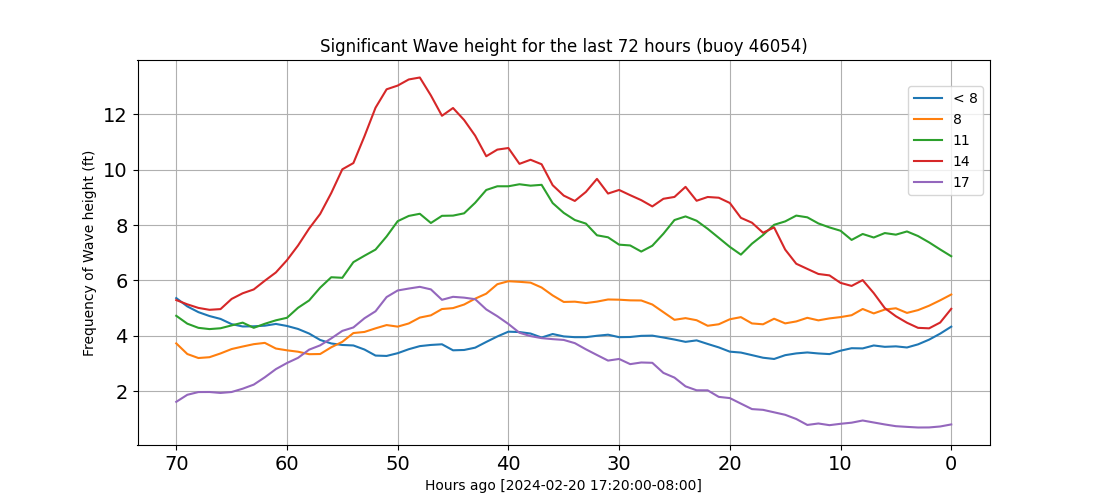 Significant Wave height for the last 72 hours (buoy 46054)
Frequency of Wave height (ft)
12
10
8
6
4
2
< 8
8
11
14
17
70 60 50 40 30 20 10 0
Hours ago [2024-02-20 17:20:00-08:00]